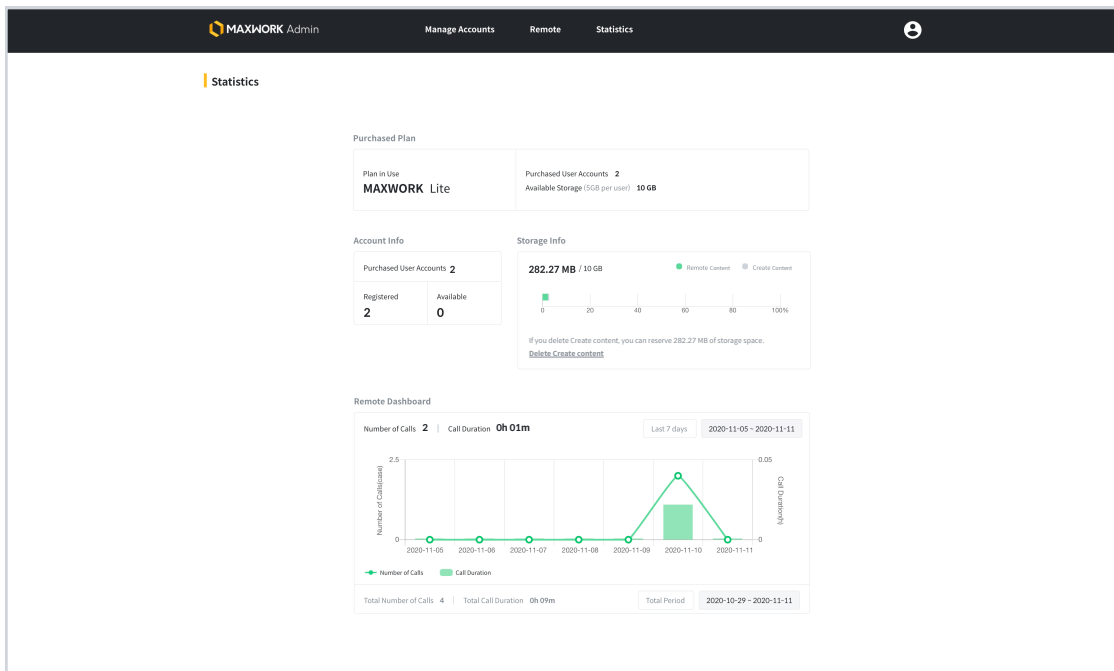 MAXWORK Admin Manage Accounts Remote Statistics
Statistics
Purchased Plan
Plan in Use
MAXWORK Lite
Purchased User Accounts 2
Available Storage (5GB per user) 10 GB
Account Info
Purchased User Accounts 2
Registered
2
Available
0
Storage Info
282.27 MB / 10 GB
Remote Content Create Content
0 20 40 60 80 100%
If you delete Create content, you can reserve 282.27 MB of storage space.
Delete Create content
Remote Dashboard
Number of Calls 2 | Call Duration 0h 01m
Last 7 days 2020-11-05 ~ 2020-11-11
2.5 0.05
Number of Calls(case)
Call Duration(h)
0 0
2020-11-05 2020-11-06 2020-11-07 2020-11-08 2020-11-09 2020-11-10 2020-11-11
Number of Calls Call Duration
Total Number of Calls 4 | Total Call Duration 0h 09m
Total Period 2020-10-29 ~ 2020-11-11